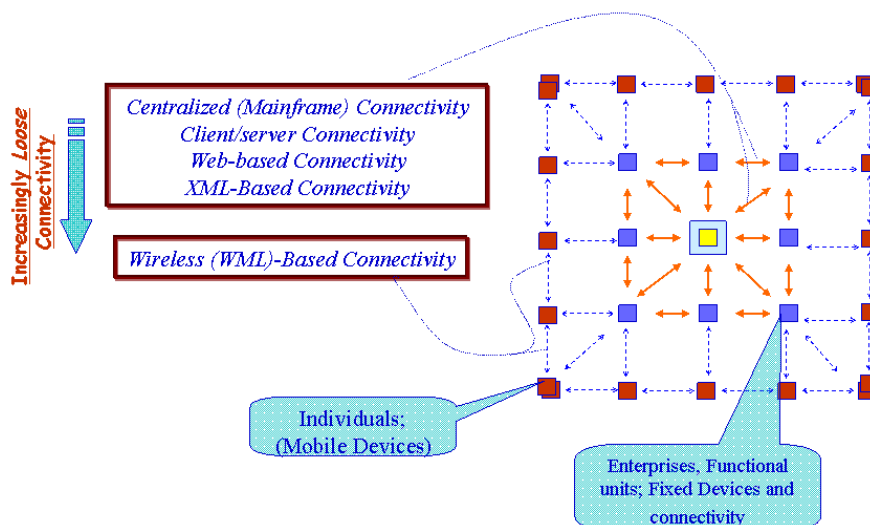 Increasingly Loose
Connectivity
Centralized (Mainframe) Connectivity
Client/server Connectivity
Web-based Connectivity
XML-Based Connectivity
Wireless (WML)-Based Connectivity
Individuals;
(Mobile Devices)
Enterprises, Functional
units; Fixed Devices and
connectivity